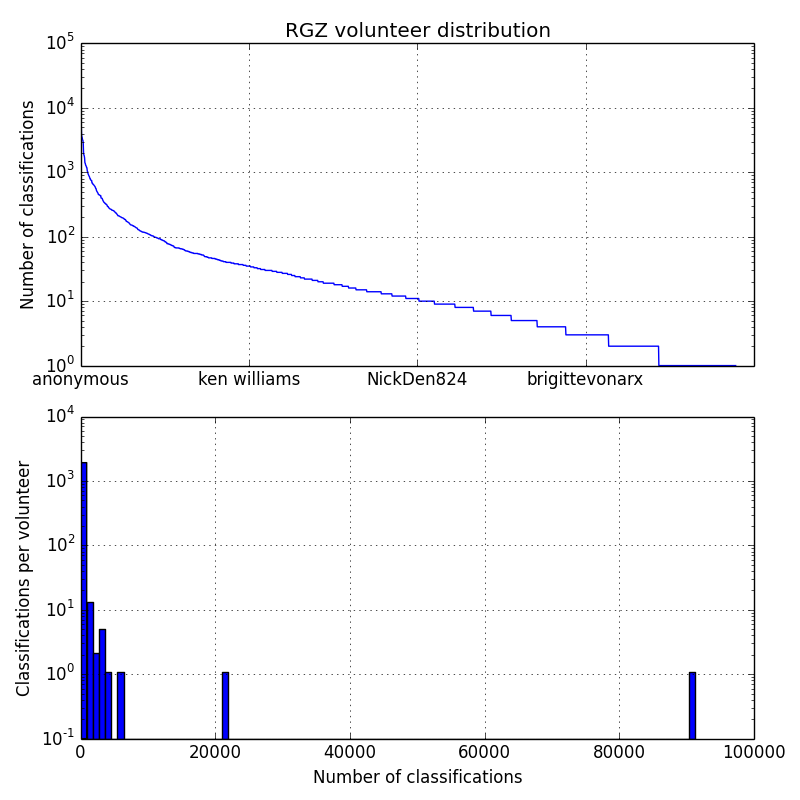 RGZ volunteer distribution
Number of classifications
10^5
10^4
10^3
10^2
10^1
10^0
anonymous ken williams NickDen824 brigittevonarx
Classifications per volunteer
10^4
10^3
10^2
10^1
10^0
10^-1
0 20000 40000 60000 80000 100000
Number of classifications